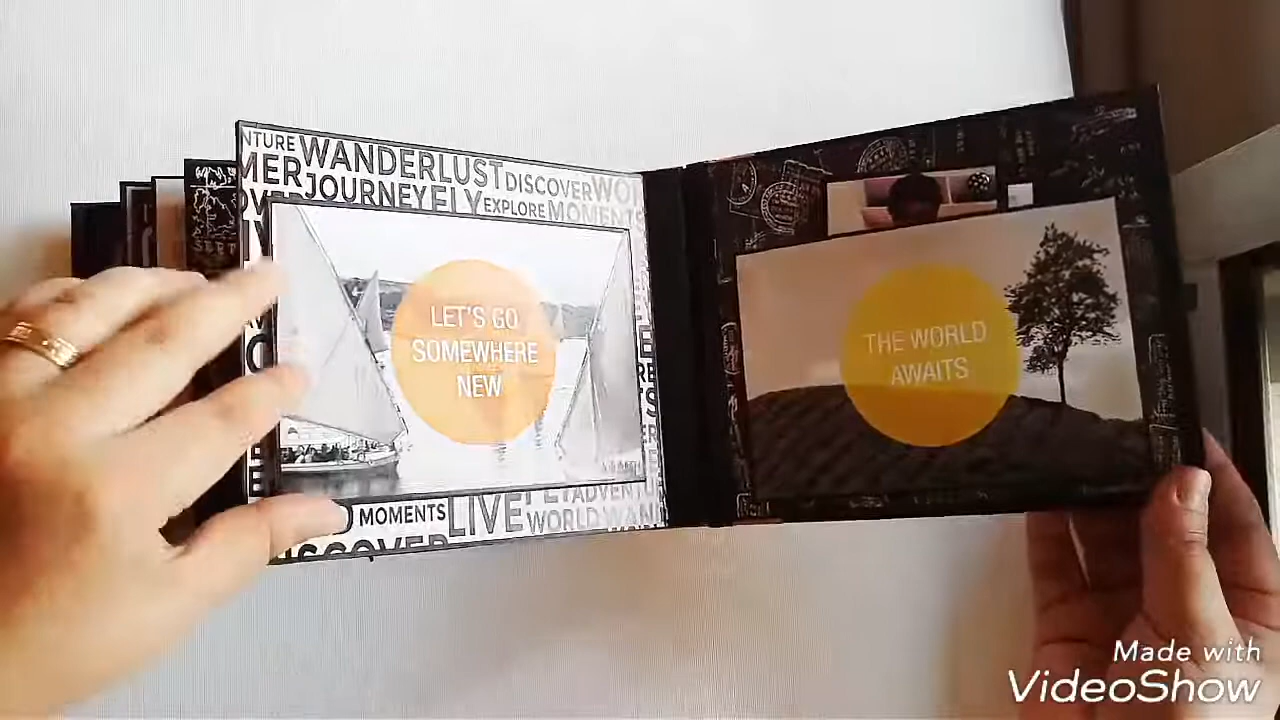 WANDERLUST DISCOVER
JOURNEY FLY EXPLORE MOMENTS
LET'S GO
SOMEWHERE
NEW
MOMENTS LIVE
WORLD
DISCOVER
THE WORLD
AWAITS
Made with
VideoShow